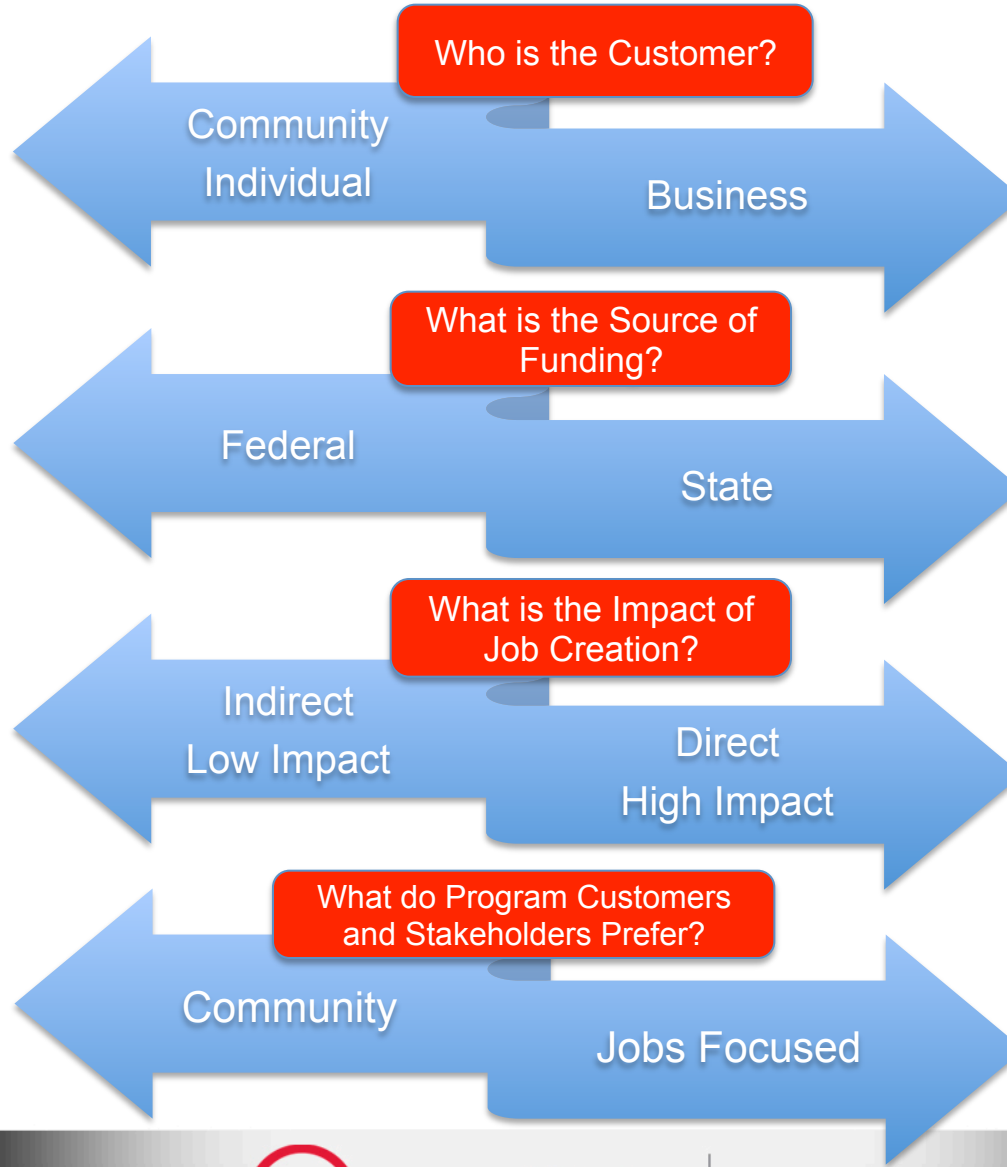 Who is the Customer?
Community
Individual
Business
What is the Source of
Funding?
Federal
State
What is the Impact of
Job Creation?
Indirect
Low Impact
Direct
High Impact
What do Program Customers
and Stakeholders Prefer?
Community
Jobs Focused